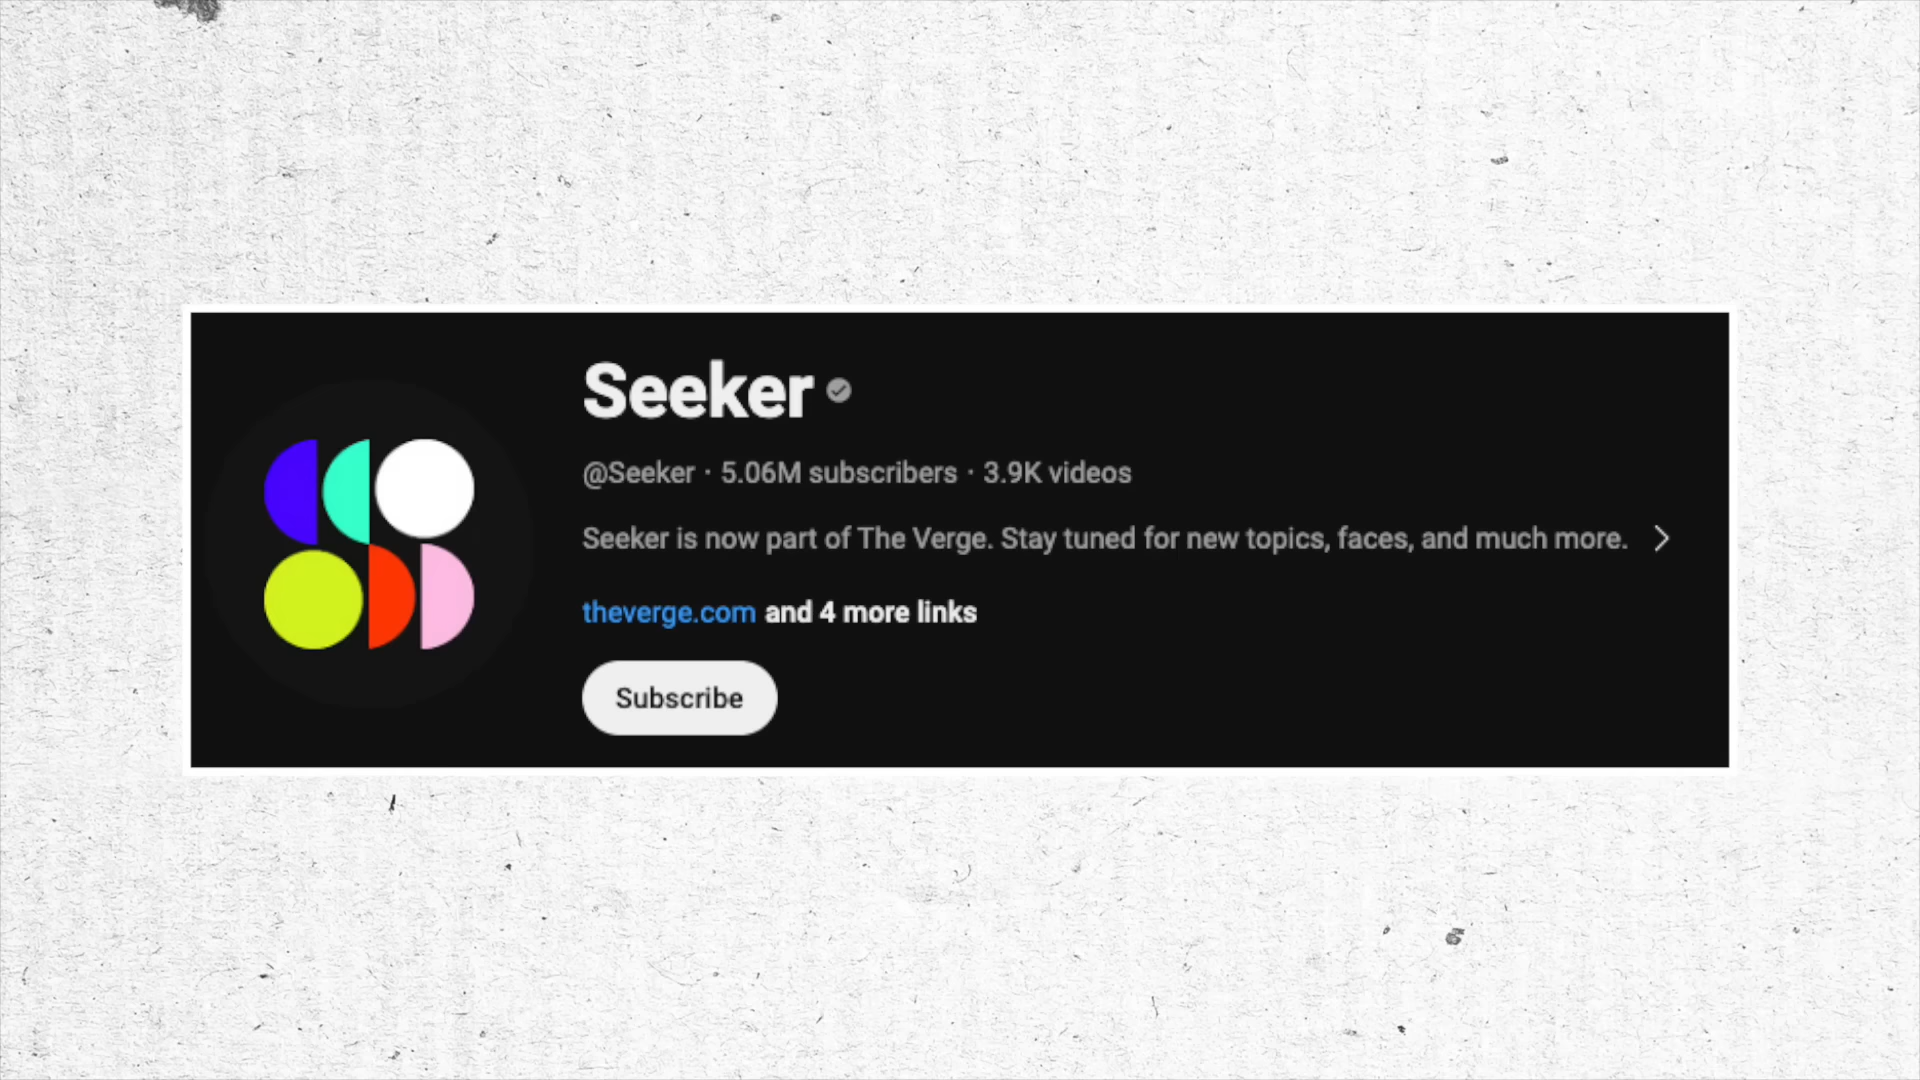 Seeker
@Seeker · 5.06M subscribers · 3.9K videos
Seeker is now part of The Verge. Stay tuned for new topics, faces, and much more.
theverge.com and 4 more links
Subscribe